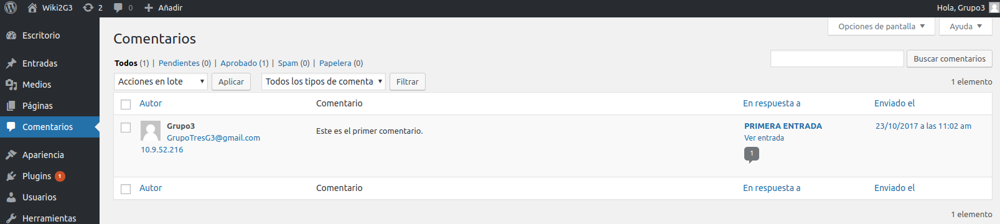 Wiki2G3 2 0 Añadir Hola, Grupo3
Escritorio
Entradas
Medios
Páginas
Comentarios
Apariencia
Plugins 1
Usuarios
Herramientas
Opciones de pantalla Ayuda
Comentarios
Todos (1) | Pendientes (0) | Aprobado (1) | Spam (0) | Papelera (0)
Buscar comentarios
Acciones en lote Aplicar Todos los tipos de comenta Filtrar 1 elemento
Autor Comentario En respuesta a Enviado el
Grupo3 Este es el primer comentario. PRIMERA ENTRADA 23/10/2017 a las 11:02 am
GrupoTresG3@gmail.com Ver entrada
10.9.52.216 1
Autor Comentario En respuesta a Enviado el
1 elemento